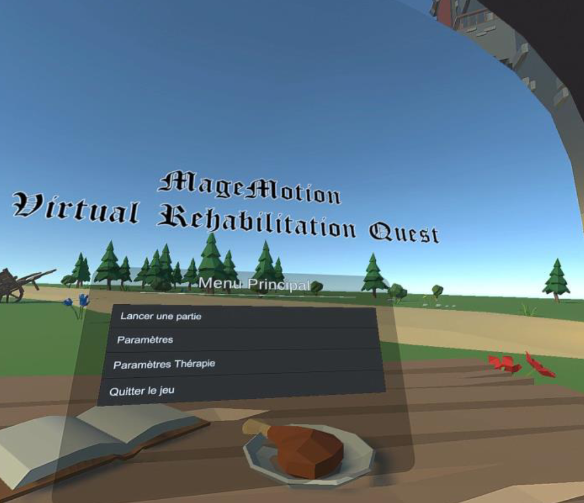 MageMotion
Virtual Rehabilitation Quest
Menu Principal
Lancer une partie
Paramètres
Paramètres Thérapie
Quitter le jeu